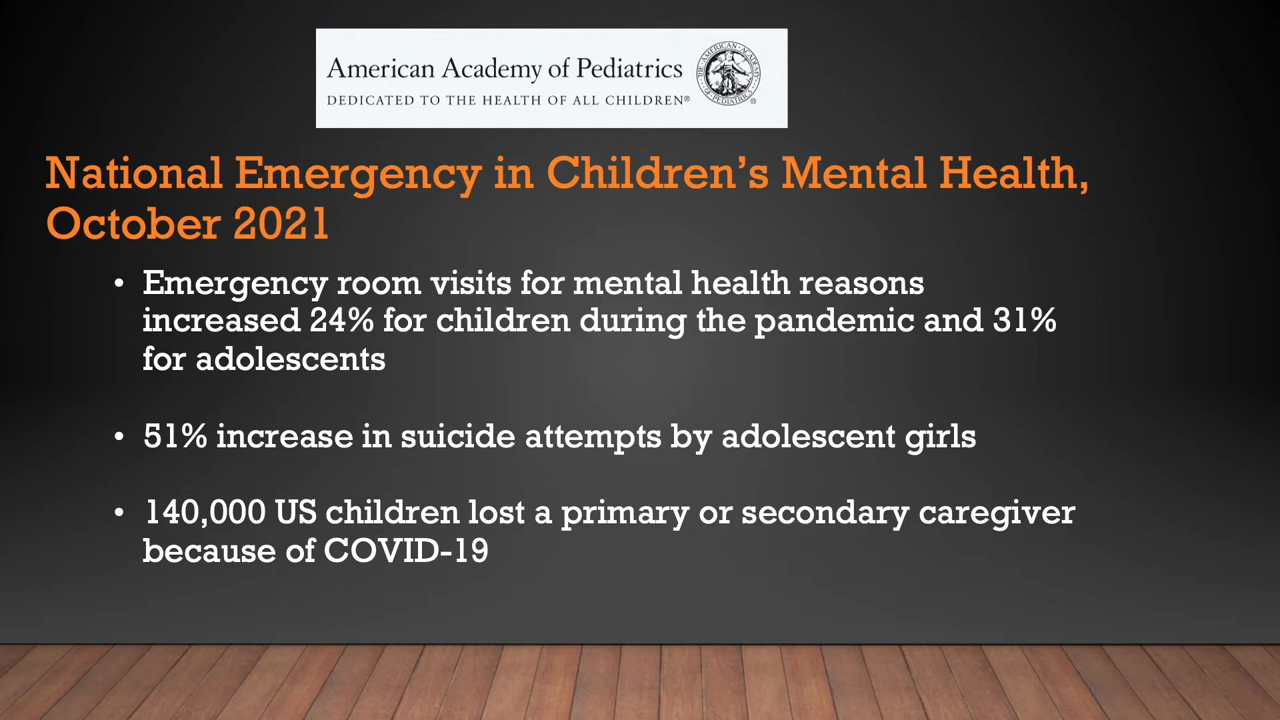 American Academy of Pediatrics
DEDICATED TO THE HEALTH OF ALL CHILDREN®
National Emergency in Children’s Mental Health,
October 2021
• Emergency room visits for mental health reasons
increased 24% for children during the pandemic and 31%
for adolescents
• 51% increase in suicide attempts by adolescent girls
• 140,000 US children lost a primary or secondary caregiver
because of COVID-19